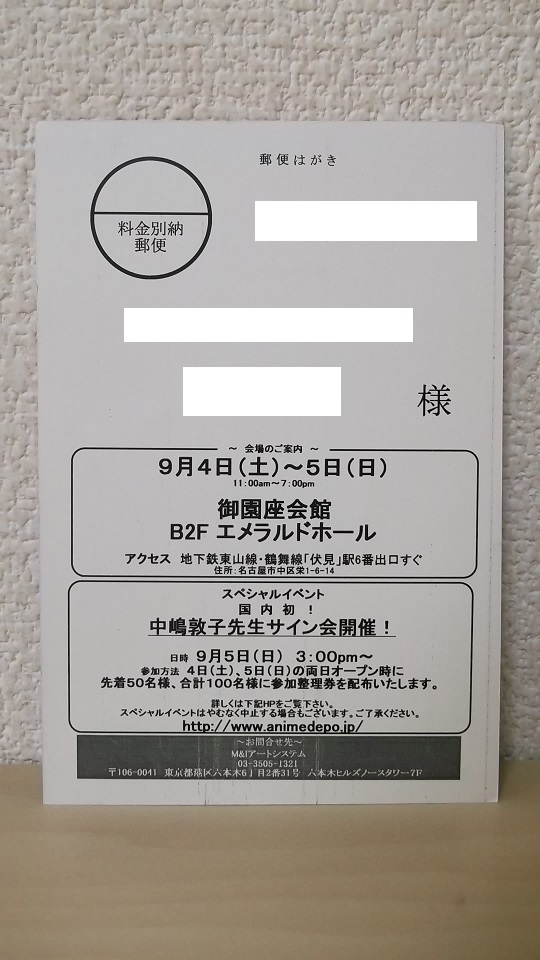 郵便はがき
料金別納
郵便
様
～ 会場のご案内 ～
9月4日(土)～5日(日)
11:00am～7:00pm
御園座会館
B2F エメラルドホール
アクセス 地下鉄東山線・鶴舞線「伏見」駅6番出口すぐ
住所:名古屋市中区栄1-6-14
スペシャルイベント
国内初！
中嶋敦子先生サイン会開催！
日時 9月5日(日) 3:00pm～
参加方法 4日(土)、5日(日)の両日オープン時に
先着50名様、合計100名様に参加整理券を配布いたします。
詳しくは下記HPをご覧下さい。
スペシャルイベントはやむなく中止する場合もございます。ご了承ください。
http://www.animedepo.jp/
～お問合せ先～
M&Iアートシステム
03-3505-1321
〒106-0041 東京都港区六本木6丁目2番31号 六本木ヒルズノースタワー7F